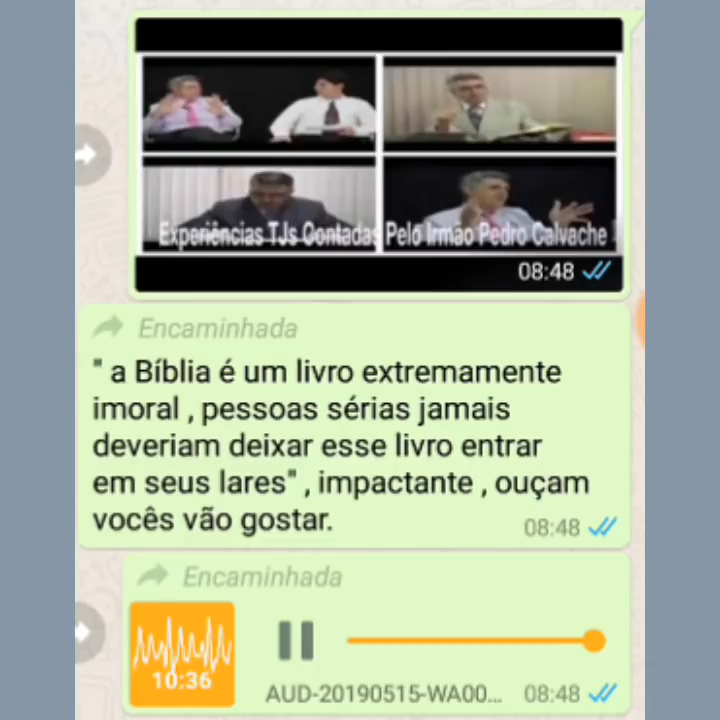 Experiências TJs Contadas Pelo Irmão Pedro Calvache
08:48
Encaminhada
" a Bíblia é um livro extremamente
imoral , pessoas sérias jamais
deveriam deixar esse livro entrar
em seus lares" , impactante , ouçam
vocês vão gostar.
08:48
Encaminhada
10:36
AUD-20190515-WA00...
08:48